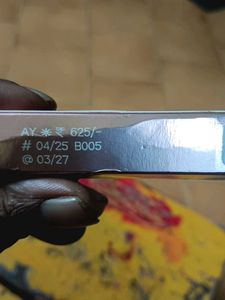 AY ✳ ₹ 625/-
# 04/25 B005
@ 03/27